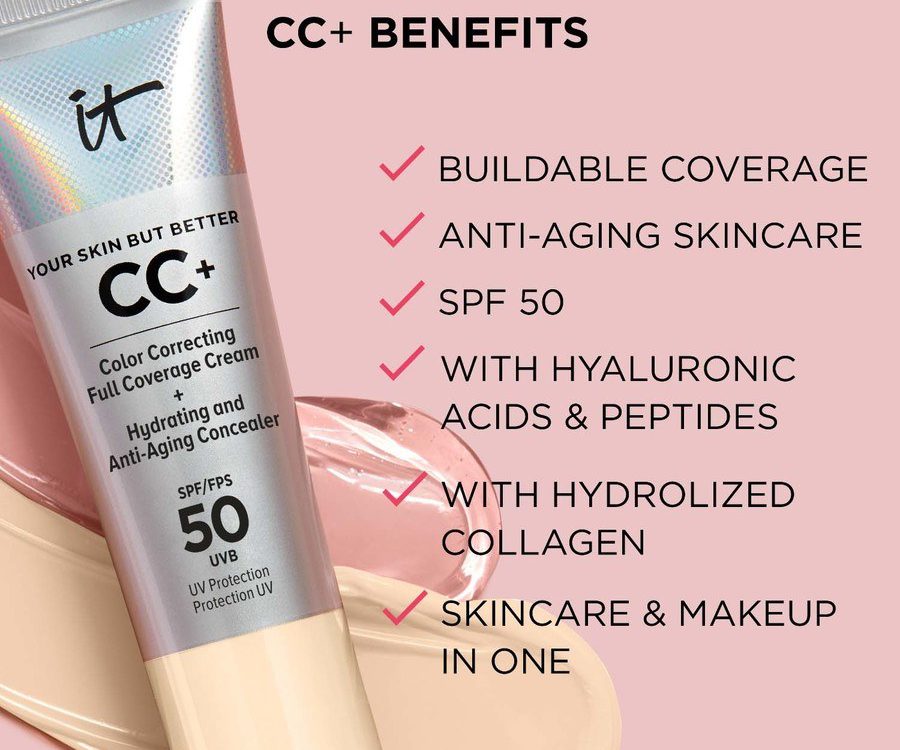 CC+ BENEFITS
it
YOUR SKIN BUT BETTER
CC+
Color Correcting
Full Coverage Cream
+
Hydrating and
Anti-Aging Concealer
SPF/FPS
50
UVB
UV Protection
Protection UV
BUILDABLE COVERAGE
ANTI-AGING SKINCARE
SPF 50
WITH HYALURONIC
ACIDS & PEPTIDES
WITH HYDROLIZED
COLLAGEN
SKINCARE & MAKEUP
IN ONE